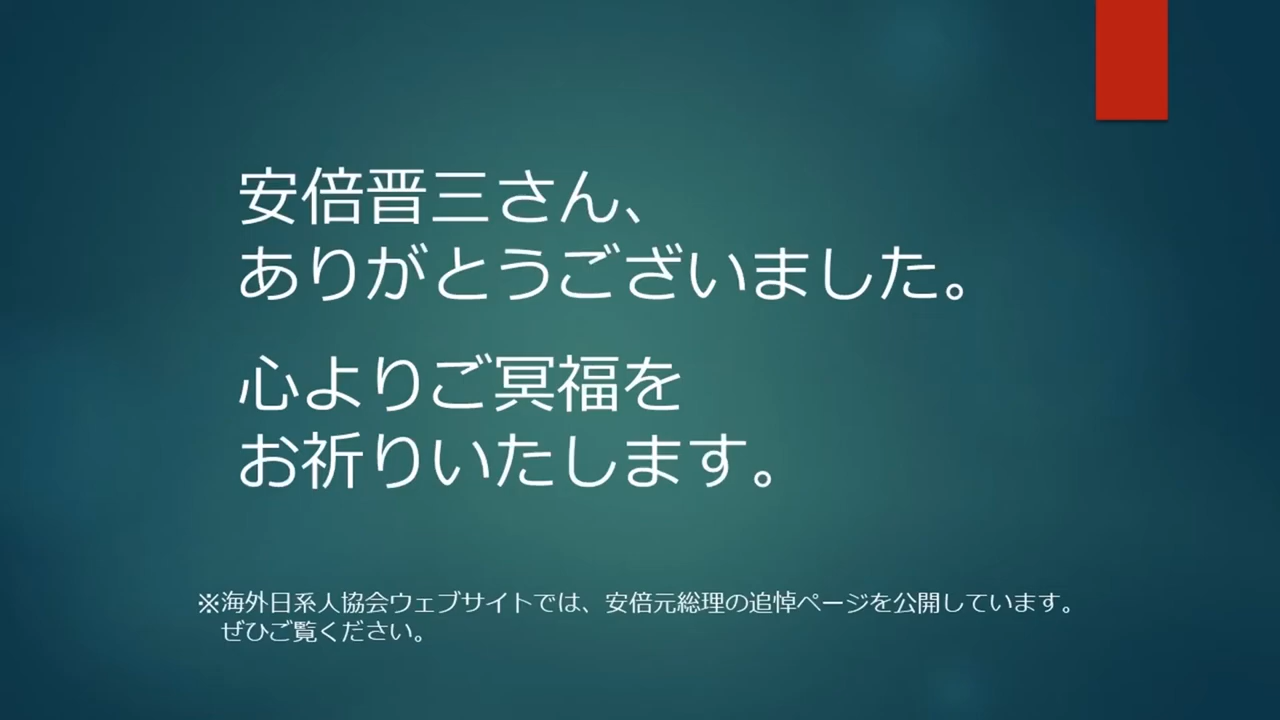 安倍晋三さん、
ありがとうございました。
心よりご冥福を
お祈りいたします。
※海外日系人協会ウェブサイトでは、安倍元総理の追悼ページを公開しています。
ぜひご覧ください。